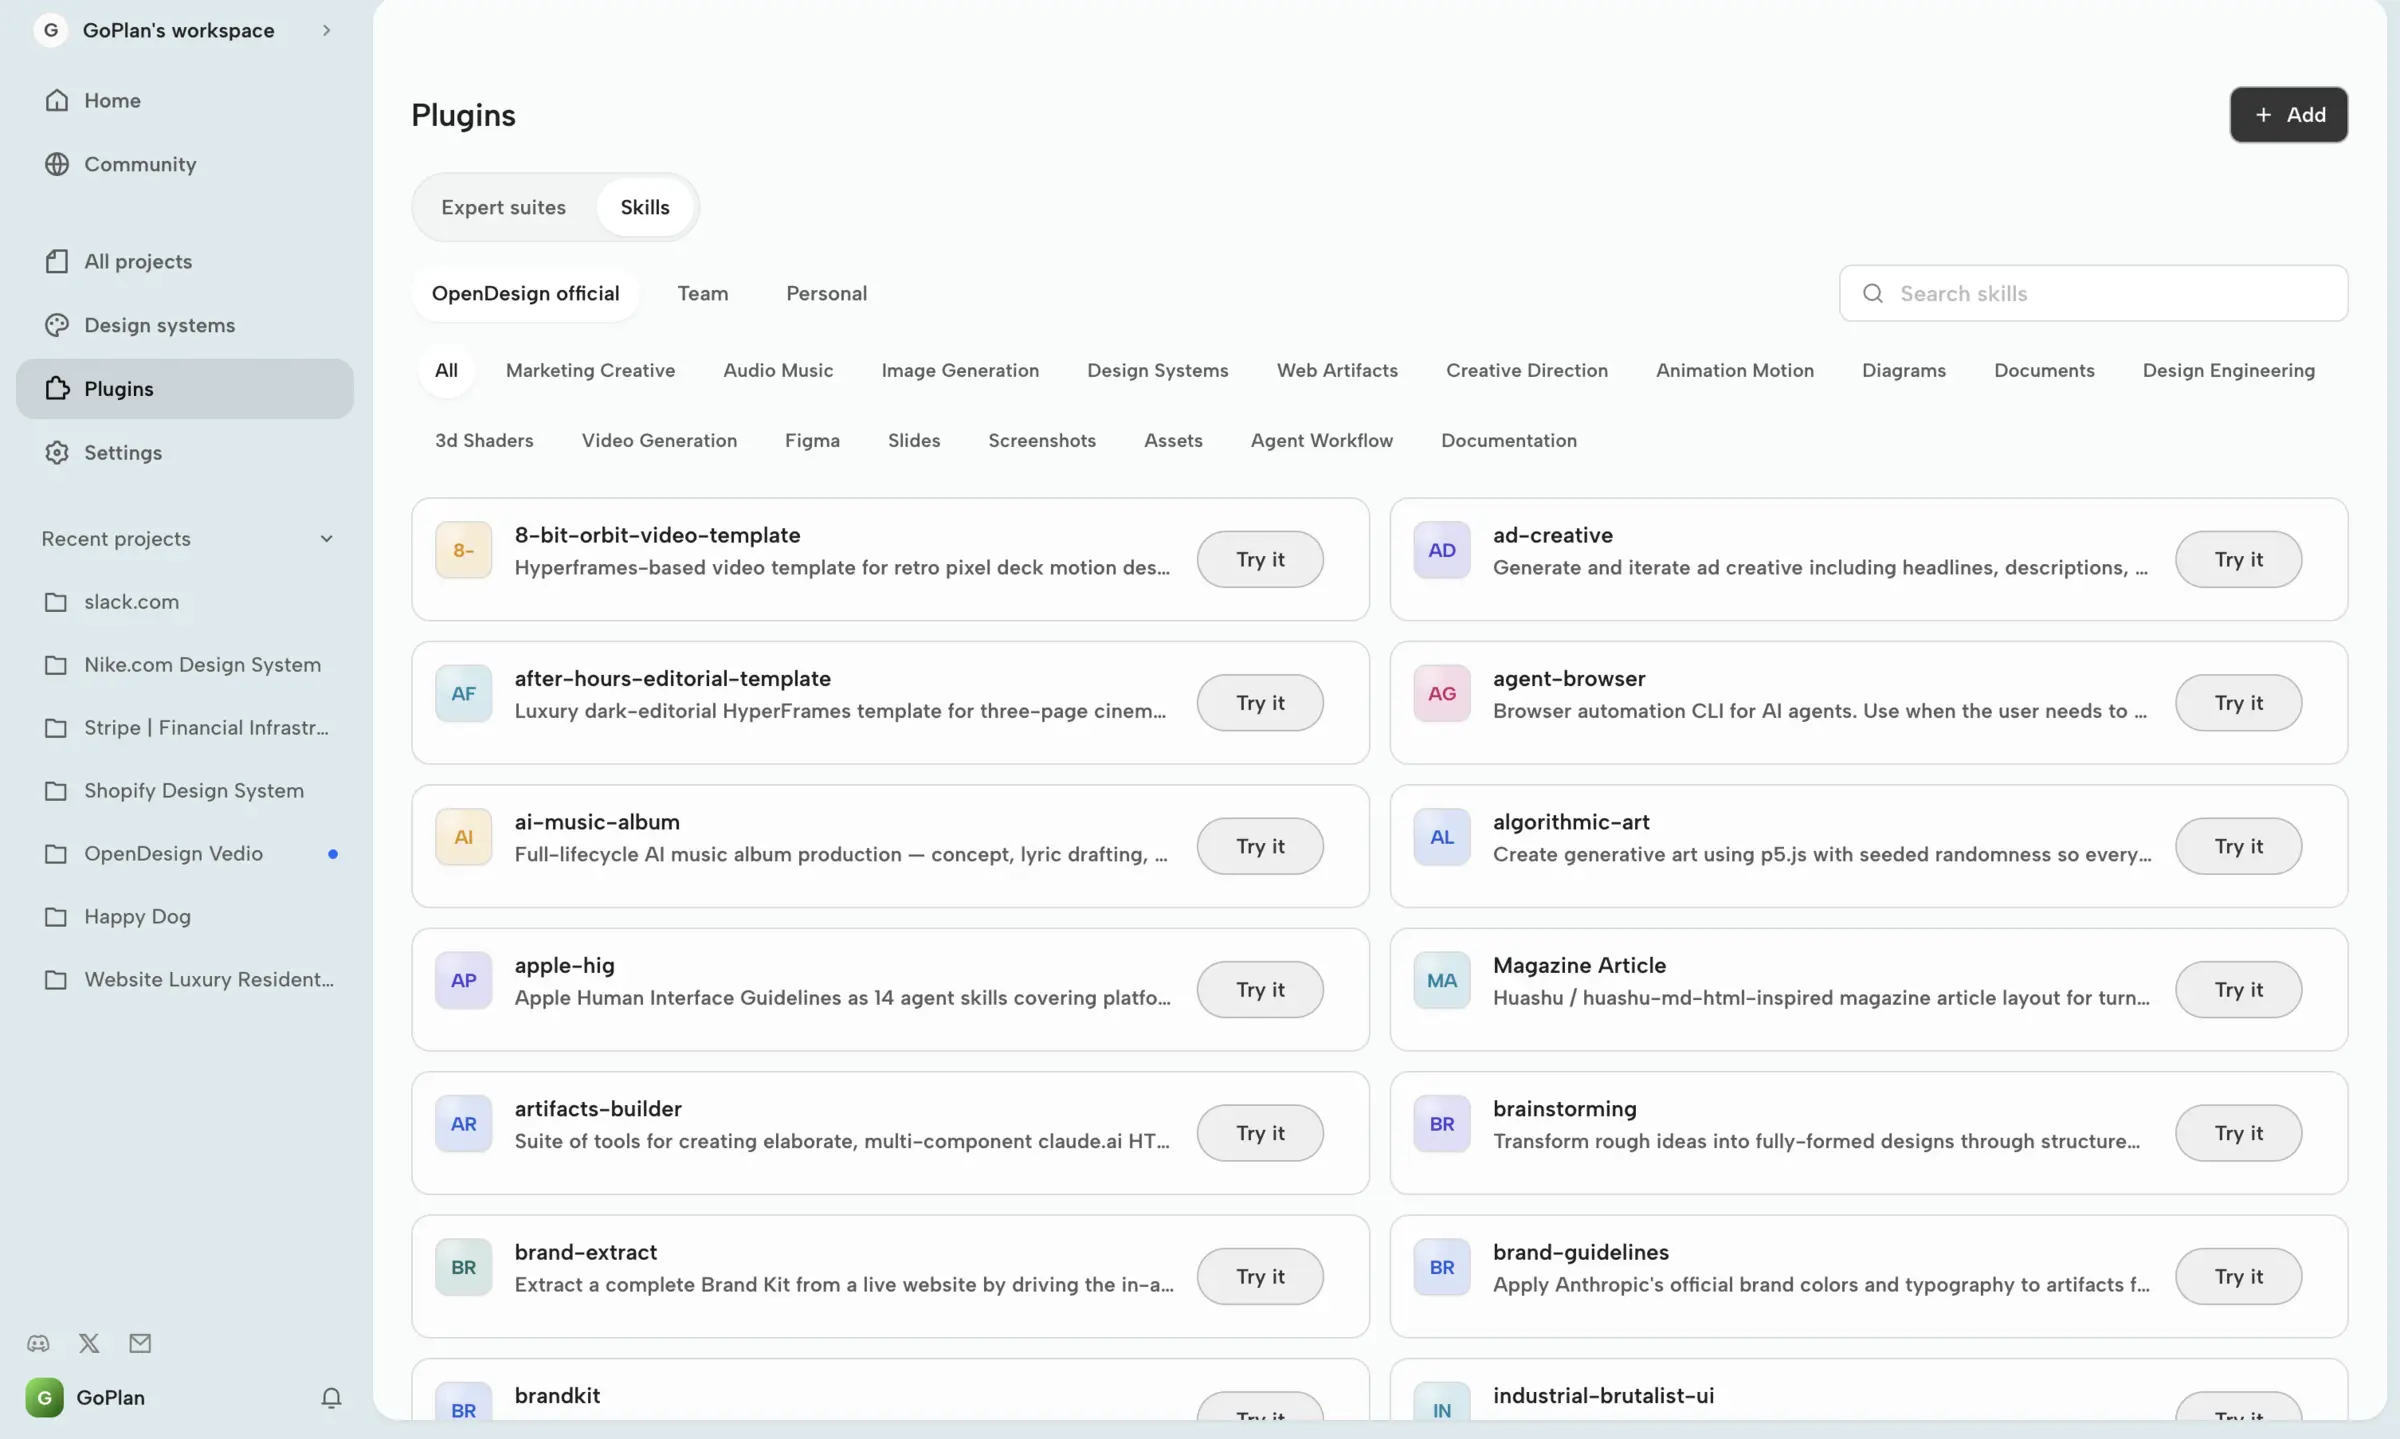 G GoPlan's workspace
Home
Community
All projects
Design systems
Plugins
Settings
Recent projects
slack.com
Nike.com Design System
Stripe | Financial Infrastr...
Shopify Design System
OpenDesign Vedio
Happy Dog
Website Luxury Resident...
G GoPlan
Plugins
+ Add
Expert suites Skills
OpenDesign official Team Personal
Search skills
All Marketing Creative Audio Music Image Generation Design Systems Web Artifacts Creative Direction Animation Motion Diagrams Documents Design Engineering
3d Shaders Video Generation Figma Slides Screenshots Assets Agent Workflow Documentation
8-
8-bit-orbit-video-template
Hyperframes-based video template for retro pixel deck motion des...
Try it
AD
ad-creative
Generate and iterate ad creative including headlines, descriptions, ...
Try it
AF
after-hours-editorial-template
Luxury dark-editorial HyperFrames template for three-page cinem...
Try it
AG
agent-browser
Browser automation CLI for AI agents. Use when the user needs to ...
Try it
AI
ai-music-album
Full-lifecycle AI music album production — concept, lyric drafting, ...
Try it
AL
algorithmic-art
Create generative art using p5.js with seeded randomness so every...
Try it
AP
apple-hig
Apple Human Interface Guidelines as 14 agent skills covering platfo...
Try it
MA
Magazine Article
Huashu / huashu-md-html-inspired magazine article layout for turn...
Try it
AR
artifacts-builder
Suite of tools for creating elaborate, multi-component claude.ai HT...
Try it
BR
brainstorming
Transform rough ideas into fully-formed designs through structure...
Try it
BR
brand-extract
Extract a complete Brand Kit from a live website by driving the in-a...
Try it
BR
brand-guidelines
Apply Anthropic's official brand colors and typography to artifacts f...
Try it
BR
brandkit
Try it
IN
industrial-brutalist-ui
Try it